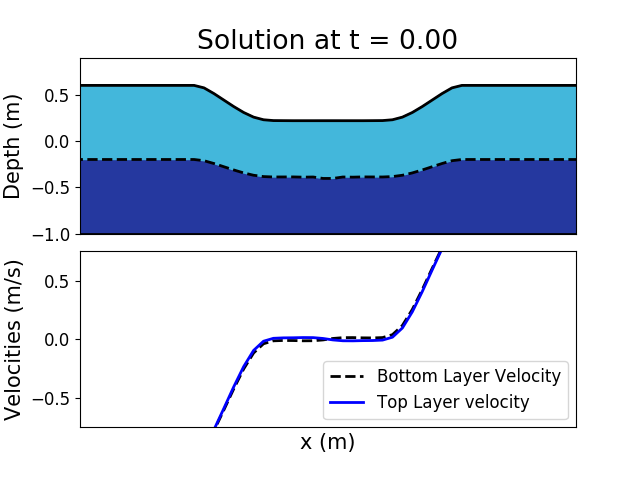 Solution at t = 0.00
Depth (m)
0.5
0.0
−0.5
−1.0
Velocities (m/s)
0.5
0.0
−0.5
Bottom Layer Velocity
Top Layer velocity
x (m)